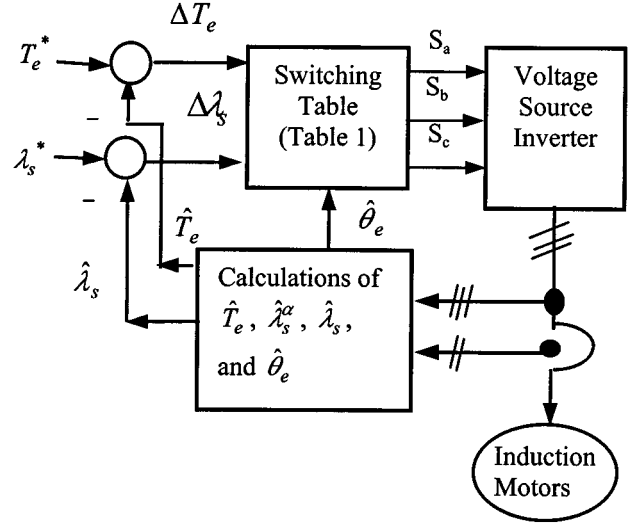 ΔT_e
T_e^*
Switching
Table
(Table 1)
S_a
S_b
S_c
Voltage
Source
Inverter
−
Δλ_s
λ_s^*
−
T̂_e
θ̂_e
λ̂_s
Calculations of
T̂_e, λ̂_s^α, λ̂_s,
and θ̂_e
Induction
Motors